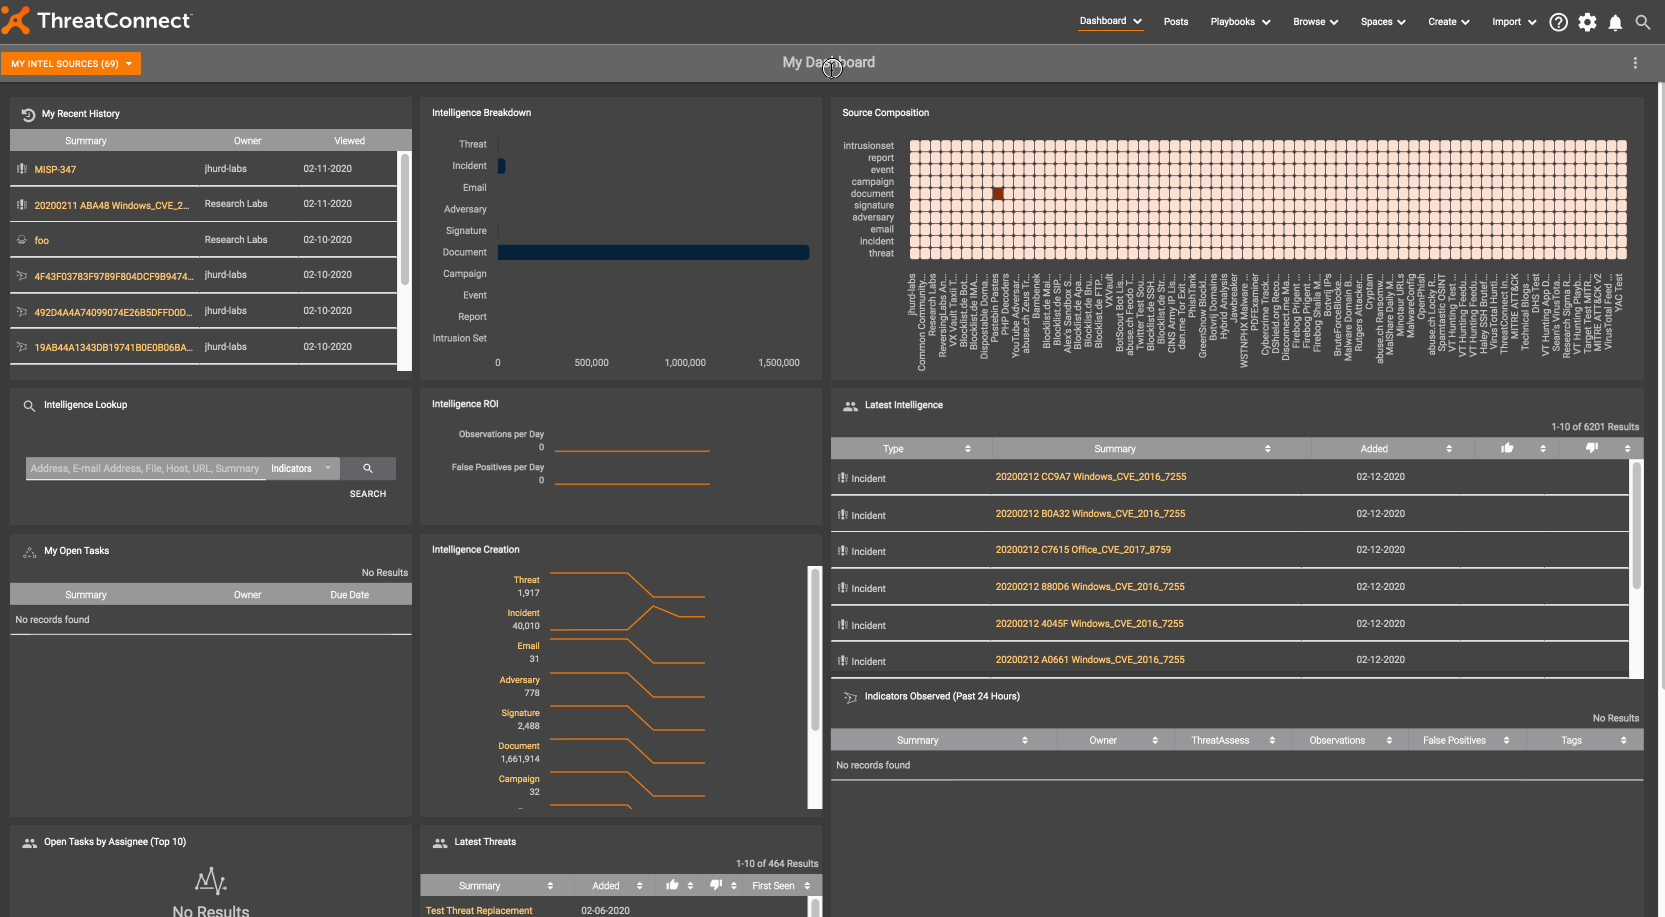 ThreatConnect
Dashboard
Posts
Playbooks
Browse
Spaces
Create
Import
MY INTEL SOURCES (69)
My Dashboard
My Recent History
Summary Owner Viewed
MISP-347 jhurd-labs 02-11-2020
20200211 ABA48 Windows_CVE_2... Research Labs 02-11-2020
foo Research Labs 02-10-2020
4F43F03783F9789F804DCF9B9474... jhurd-labs 02-10-2020
492D4A4A74099074E26B5DFFD0D... jhurd-labs 02-10-2020
19AB44A1343DB19741B0E0B06BA... jhurd-labs 02-10-2020
Intelligence Breakdown
Threat
Incident
Email
Adversary
Signature
Document
Campaign
Event
Report
Intrusion Set
0 500,000 1,000,000 1,500,000
Source Composition
intrusionset
report
event
campaign
document
signature
adversary
email
incident
threat
jhurd-labs
Common Community...
Research Labs
ReversingLabs An...
VX Vault Taxii T...
Blocklist.de Bot...
Blocklist.de IMA...
Disposable Doma...
Pastebin Pastes
PHP Decoders
YouTube Adversar...
abuse.ch Zeus Tr...
Bambenek
Blocklist.de Mai...
Blocklist.de SIP...
Alex's Sandbox S...
Blocklist.de Apa...
Blocklist.de Bru...
Blocklist.de FTP...
VXVault
BotScout Bot Lis...
abuse.ch Feodo T...
Twitter Test Sou...
Blocklist.de SSH...
Blocklist.de Str...
CINS Army IP Lis...
dan.me Tor Exit ...
PhishTank
GreenSnow Blockl...
Botvrij Domains
Hybrid Analysis
Jawbreaker
WSTNPHX Malware ...
PDFExaminer
Cybercrime Track...
DShield.org Reco...
Disconnect.me Ma...
Firebog Prigent ...
Firebog Prigent ...
Firebog Shalla M...
Botvrij IPs
BruteForceBlocke...
Malware Domain B...
Rutgers Attacker...
Cryptam
abuse.ch Ransomw...
MalShare Daily M...
Minotaur URLs
MalwareConfig
OpenPhish
abuse.ch Locky R...
Spamtastic OSINT
VT Hunting Test ...
VT Hunting Feedu...
VT Hunting Feedu...
Haley SSH Brutef...
VirusTotal Hunti...
ThreatConnect In...
MITRE ATT&CK
Technical Blogs ...
DHS Test
VT Hunting App D...
Sean's VirusTota...
Research Sigma R...
VT Hunting Playb...
Target Test MITR...
MITRE ATT&CK v2
VirusTotal Feed ...
YAC Test
Intelligence Lookup
Address, E-mail Address, File, Host, URL, Summary Indicators
SEARCH
Intelligence ROI
Observations per Day
0
False Positives per Day
0
Latest Intelligence
1-10 of 6201 Results
Type Summary Added
Incident 20200212 CC9A7 Windows_CVE_2016_7255 02-12-2020
Incident 20200212 B0A32 Windows_CVE_2016_7255 02-12-2020
Incident 20200212 C7615 Office_CVE_2017_8759 02-12-2020
Incident 20200212 880D6 Windows_CVE_2016_7255 02-12-2020
Incident 20200212 4045F Windows_CVE_2016_7255 02-12-2020
Incident 20200212 A0661 Windows_CVE_2016_7255 02-12-2020
My Open Tasks
No Results
Summary Owner Due Date
No records found
Intelligence Creation
Threat
1,917
Incident
40,010
Email
31
Adversary
778
Signature
2,488
Document
1,661,914
Campaign
32
Indicators Observed (Past 24 Hours)
No Results
Summary Owner ThreatAssess Observations False Positives Tags
No records found
Open Tasks by Assignee (Top 10)
No Results
Latest Threats
1-10 of 464 Results
Summary Added First Seen
Test Threat Replacement 02-06-2020